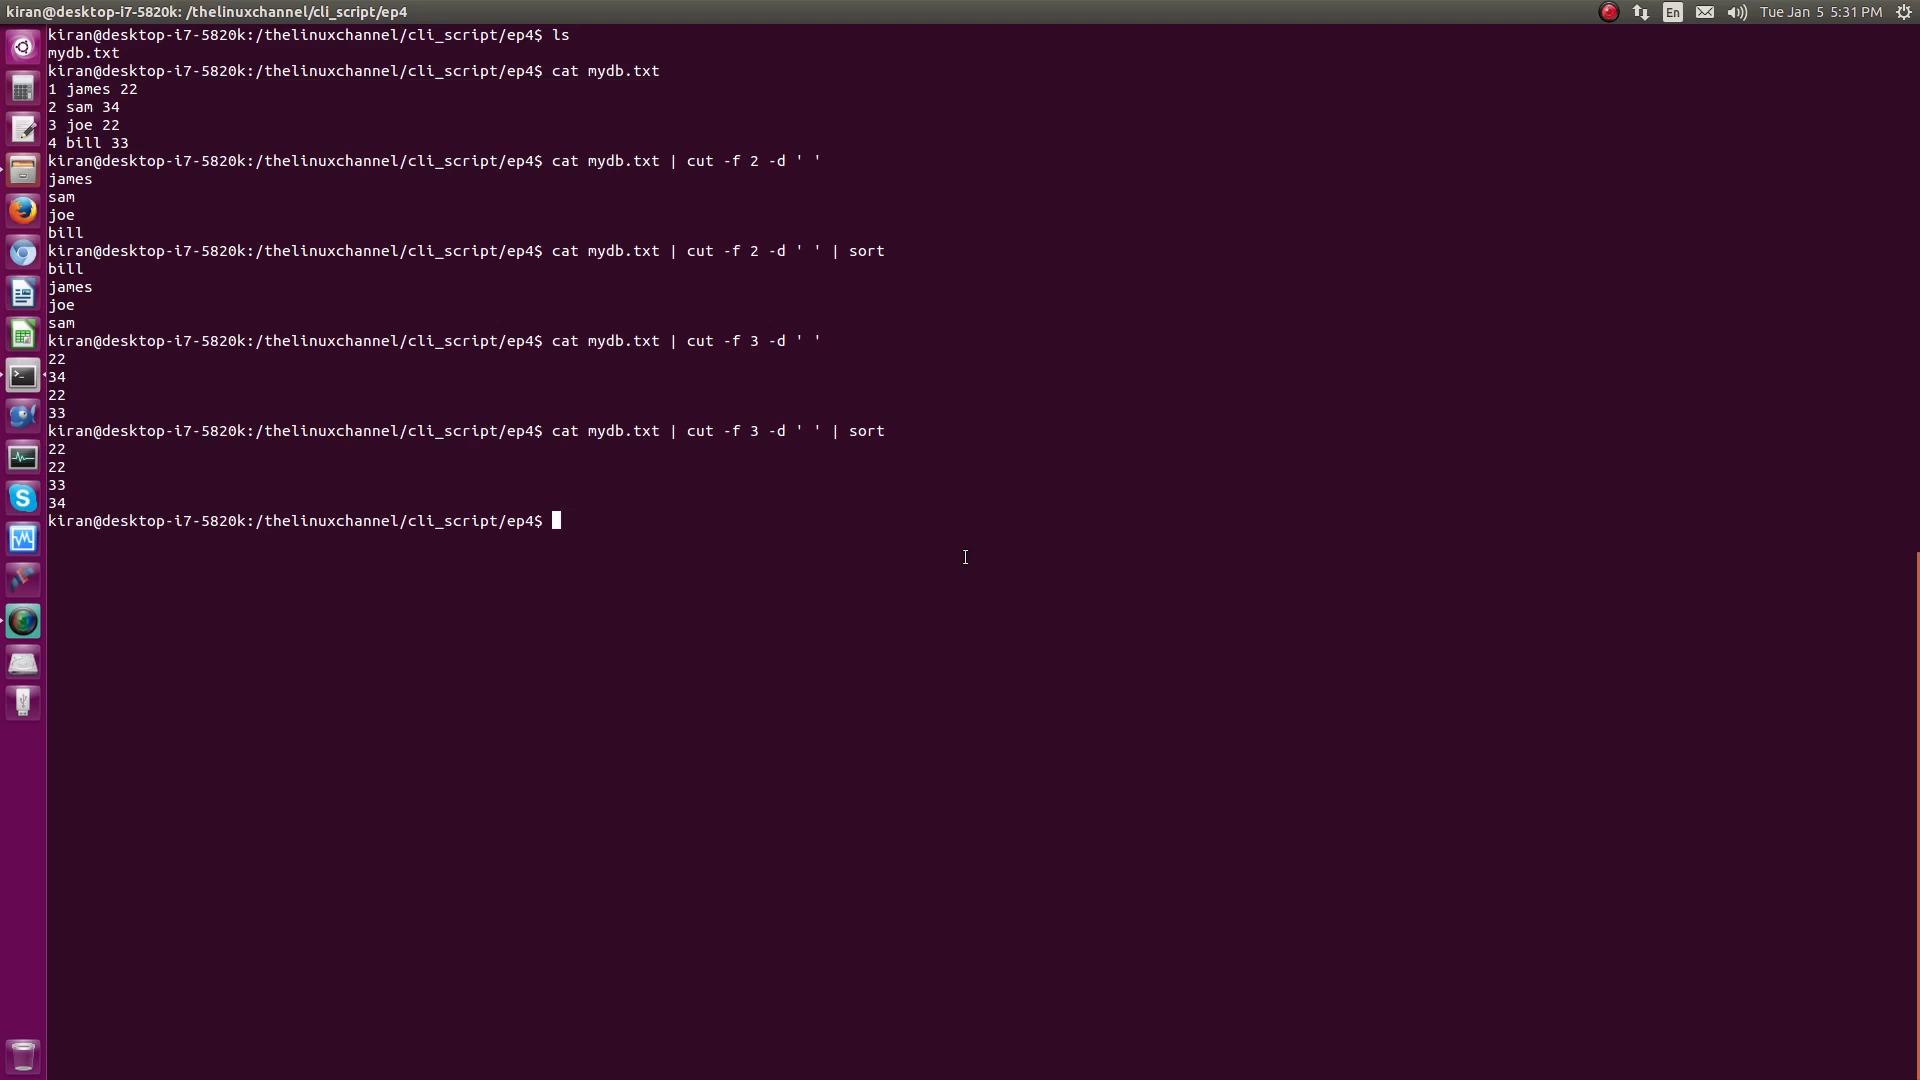 kiran@desktop-i7-5820k: /thelinuxchannel/cli_script/ep4
En
Tue Jan 5 5:31 PM
kiran@desktop-i7-5820k:/thelinuxchannel/cli_script/ep4$ ls
mydb.txt
kiran@desktop-i7-5820k:/thelinuxchannel/cli_script/ep4$ cat mydb.txt
1 james 22
2 sam 34
3 joe 22
4 bill 33
kiran@desktop-i7-5820k:/thelinuxchannel/cli_script/ep4$ cat mydb.txt | cut -f 2 -d ' '
james
sam
joe
bill
kiran@desktop-i7-5820k:/thelinuxchannel/cli_script/ep4$ cat mydb.txt | cut -f 2 -d ' ' | sort
bill
james
joe
sam
kiran@desktop-i7-5820k:/thelinuxchannel/cli_script/ep4$ cat mydb.txt | cut -f 3 -d ' '
22
34
22
33
kiran@desktop-i7-5820k:/thelinuxchannel/cli_script/ep4$ cat mydb.txt | cut -f 3 -d ' ' | sort
22
22
33
34
kiran@desktop-i7-5820k:/thelinuxchannel/cli_script/ep4$